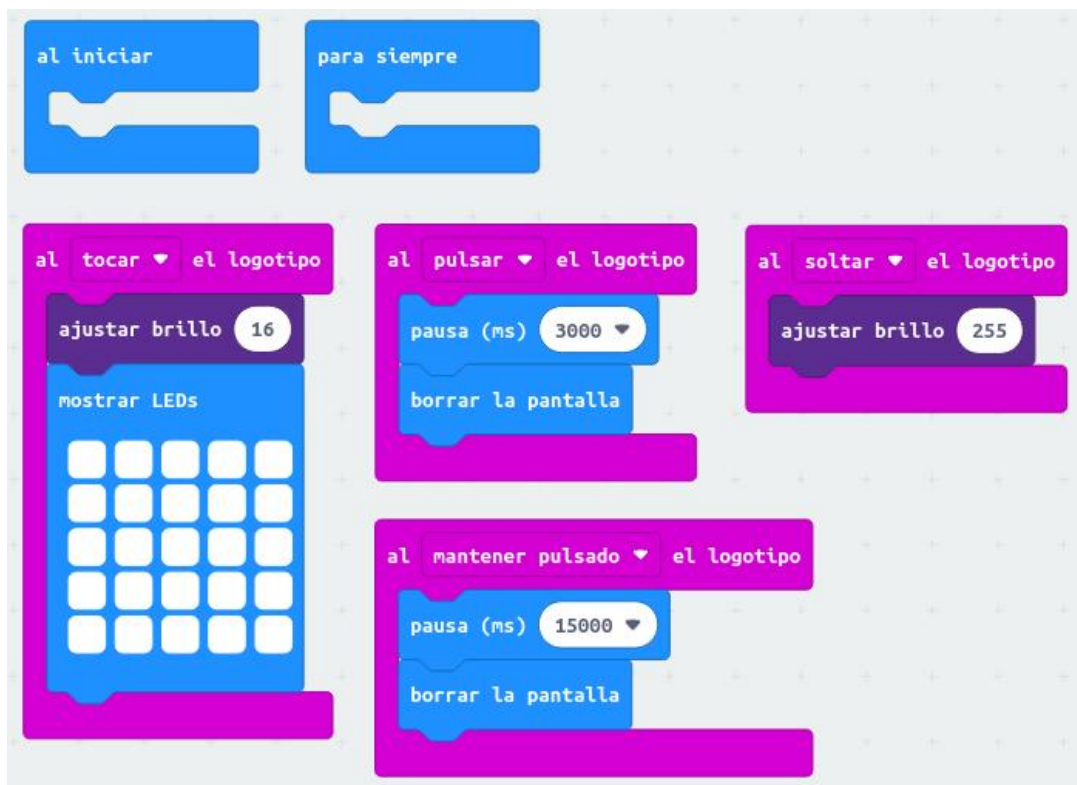 al iniciar
para siempre
al tocar el logotipo
ajustar brillo 16
mostrar LEDs
al pulsar el logotipo
pausa (ms) 3000
borrar la pantalla
al soltar el logotipo
ajustar brillo 255
al mantener pulsado el logotipo
pausa (ms) 15000
borrar la pantalla